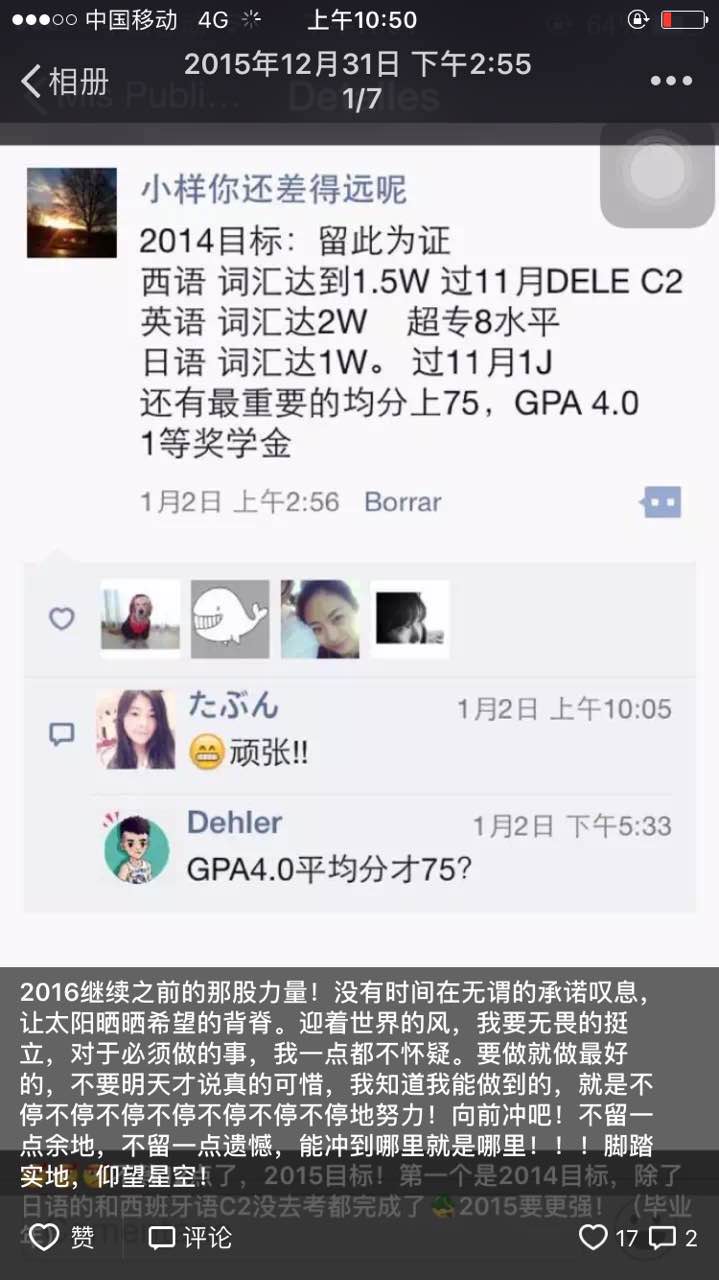 中国移动 4G 上午10:50
相册
2015年12月31日 下午2:55
1/7
小样你还差得远呢
2014目标：留此为证
西语 词汇达到1.5W 过11月DELE C2
英语 词汇达2W 超专8水平
日语 词汇达1W。 过11月1J
还有最重要的均分上75，GPA 4.0
1等奖学金
1月2日 上午2:56 Borrar
たぶん 1月2日 上午10:05
😁顽张!!
Dehler 1月2日 下午5:33
GPA4.0平均分才75?
2016继续之前的那股力量！没有时间在无谓的承诺叹息，
让太阳晒晒希望的背脊。迎着世界的风，我要无畏的挺
立，对于必须做的事，我一点都不怀疑。要做就做最好
的，不要明天才说真的可惜，我知道我能做到的，就是不
停不停不停不停不停不停不停地努力！向前冲吧！不留一
点余地，不留一点遗憾，能冲到哪里就是哪里！！！脚踏
实地，仰望星空！
点了，2015目标！第一个是2014目标，除了
日语的和西班牙语C2没去考都完成了 2015要更强！（毕业
赞 评论 17 2